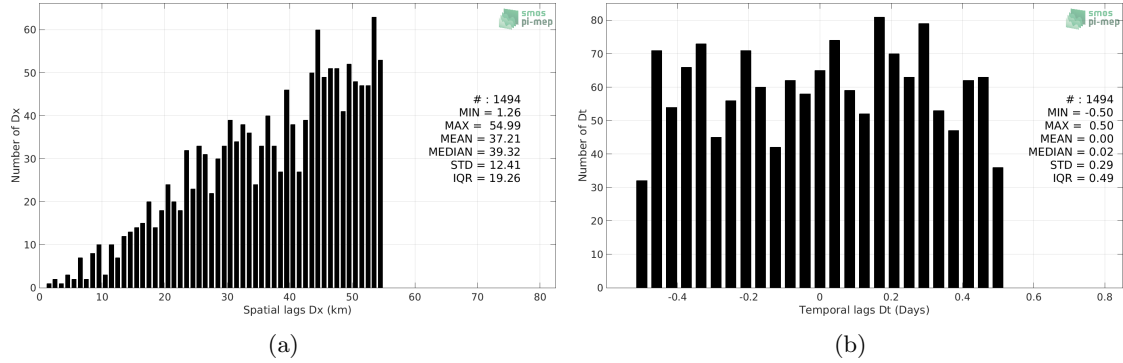 smos
pi-mep
60
50
40
30
20
10
0
Number of Dx
# : 1494
MIN = 1.26
MAX = 54.99
MEAN = 37.21
MEDIAN = 39.32
STD = 12.41
IQR = 19.26
0 10 20 30 40 50 60 70 80
Spatial lags Dx (km)
(a)
smos
pi-mep
80
70
60
50
40
30
20
10
0
Number of Dt
# : 1494
MIN = -0.50
MAX = 0.50
MEAN = 0.00
MEDIAN = 0.02
STD = 0.29
IQR = 0.49
-0.4 -0.2 0 0.2 0.4 0.6 0.8
Temporal lags Dt (Days)
(b)